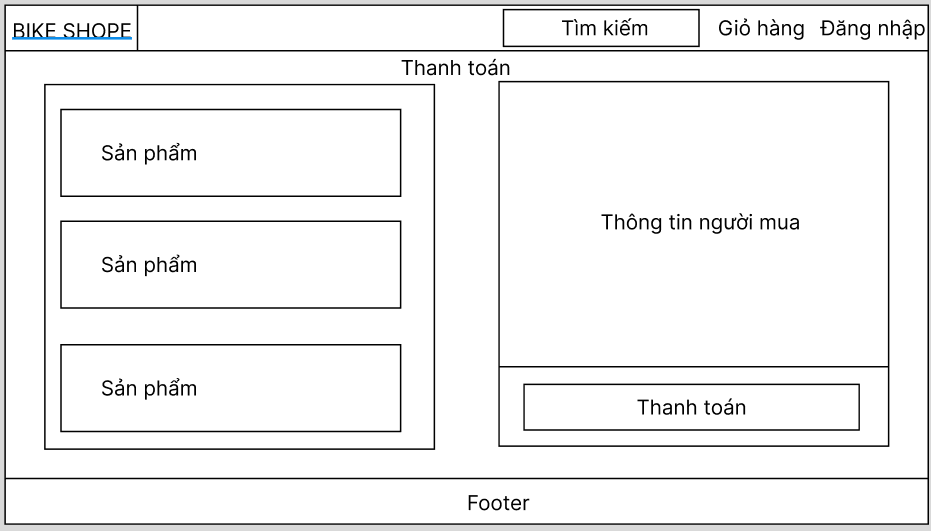 BIKE SHOPE
Tìm kiếm
Giỏ hàng
Đăng nhập
Thanh toán
Sản phẩm
Sản phẩm
Sản phẩm
Thông tin người mua
Thanh toán
Footer